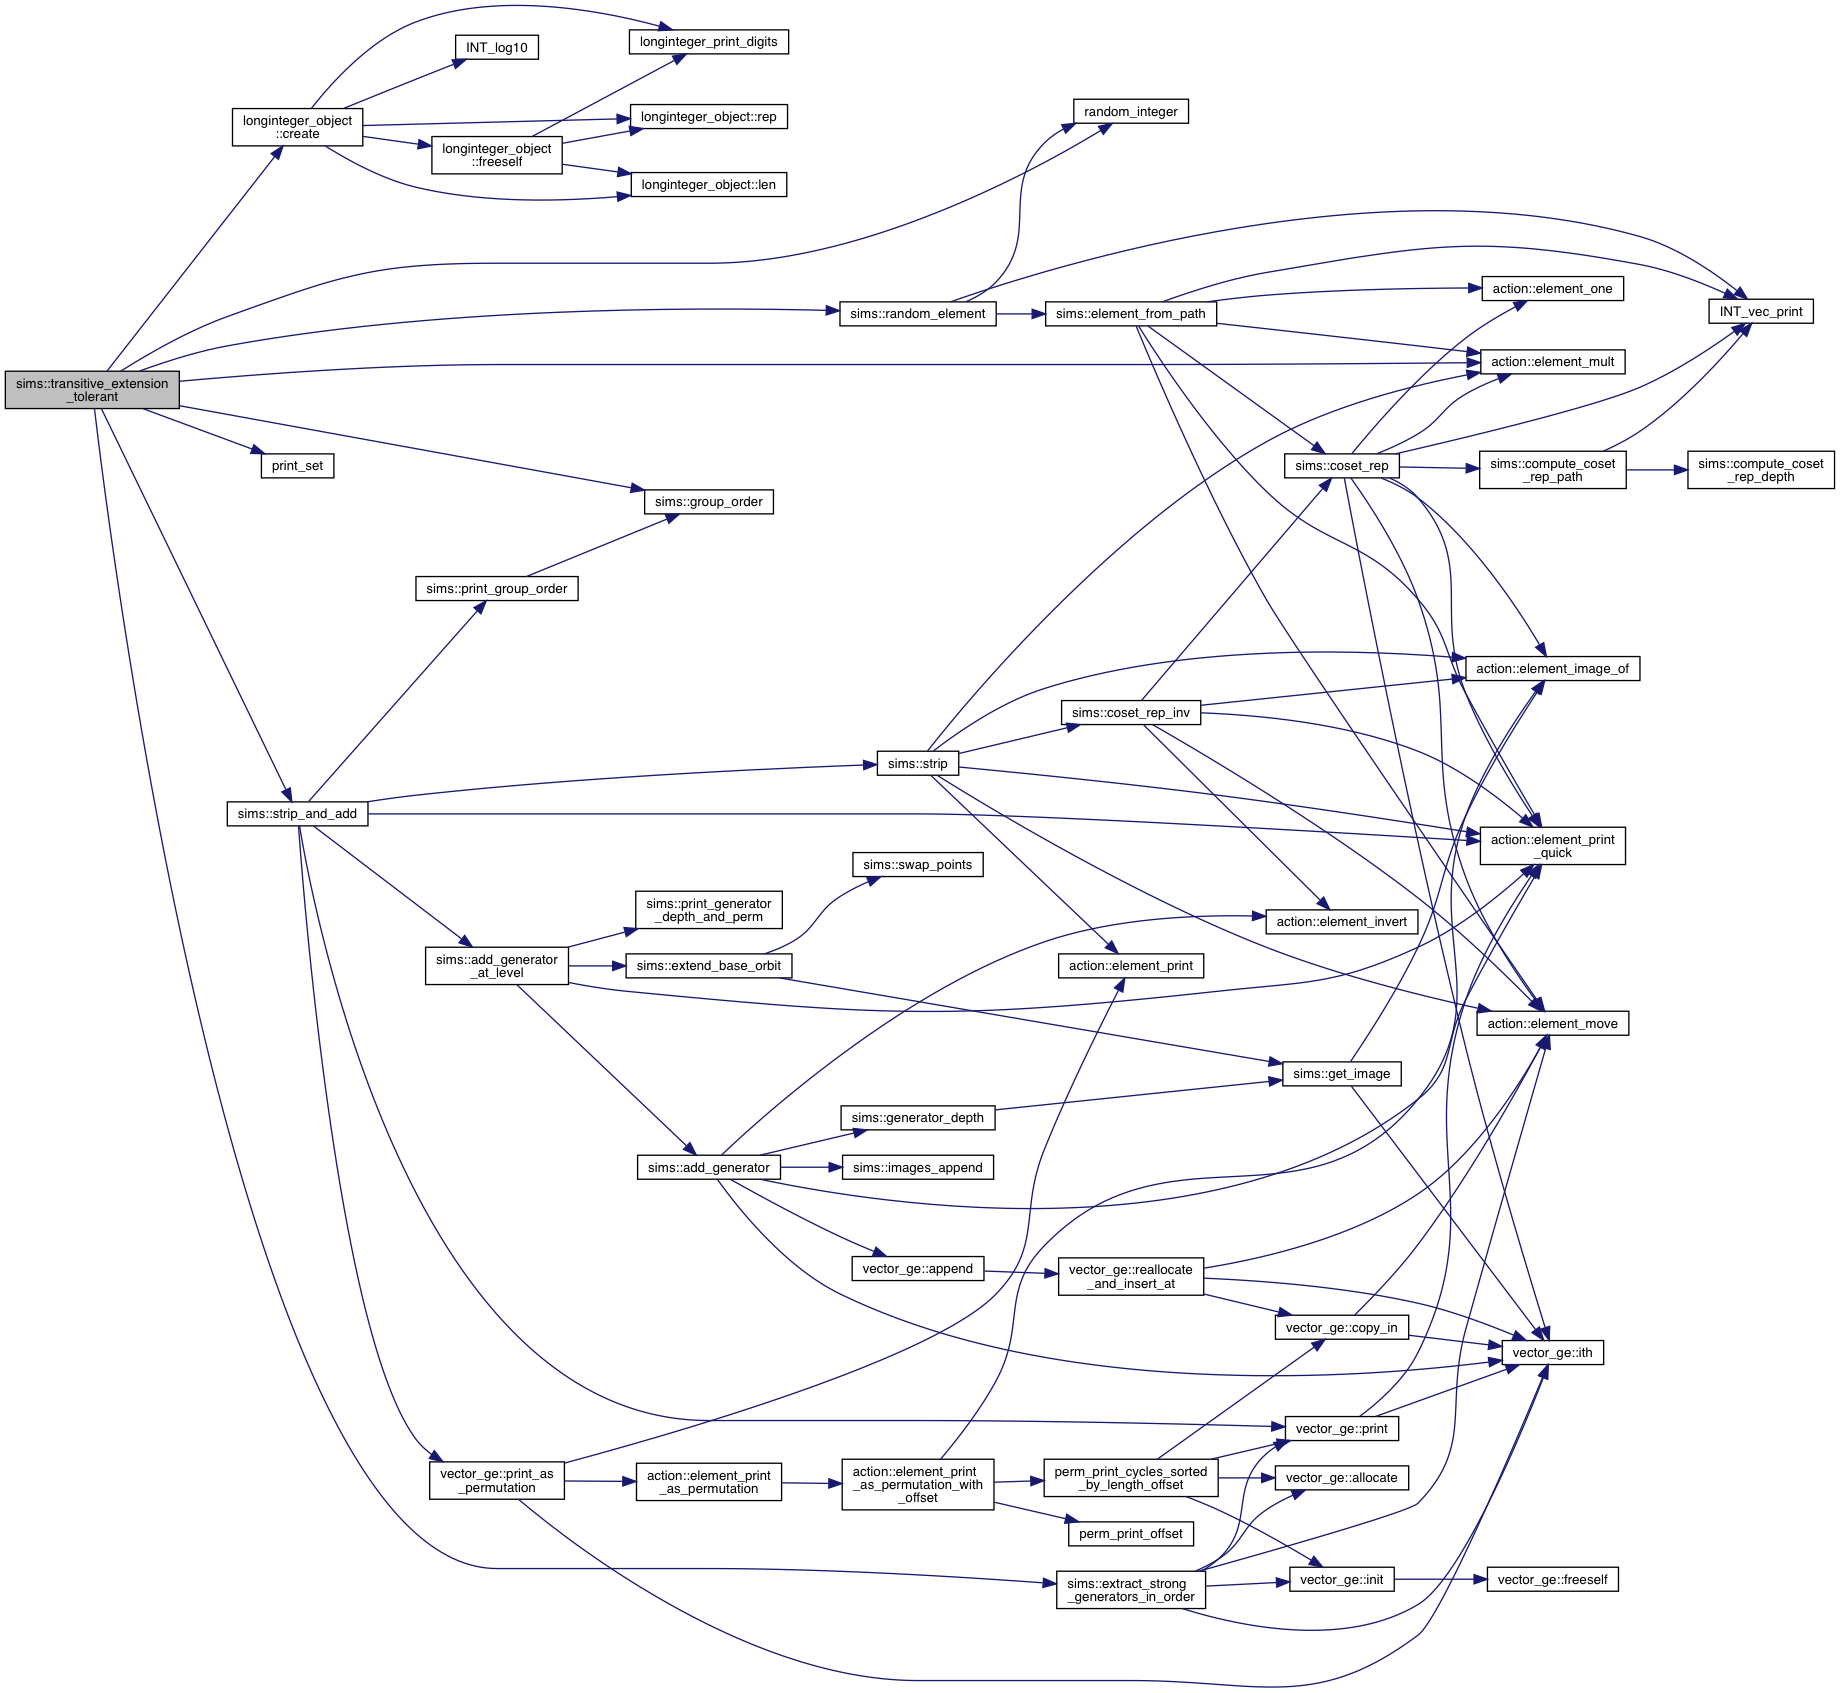 longinteger_print_digits
INT_log10
longinteger_object
::create
longinteger_object::rep
random_integer
longinteger_object
::freeself
longinteger_object::len
action::element_one
sims::random_element
sims::element_from_path
INT_vec_print
action::element_mult
sims::transitive_extension
_tolerant
print_set
sims::coset_rep
sims::compute_coset
_rep_path
sims::compute_coset
_rep_depth
sims::group_order
sims::print_group_order
action::element_image_of
sims::coset_rep_inv
sims::strip
sims::strip_and_add
action::element_print
_quick
sims::swap_points
sims::print_generator
_depth_and_perm
action::element_invert
sims::add_generator
_at_level
sims::extend_base_orbit
action::element_print
action::element_move
sims::get_image
sims::generator_depth
sims::add_generator
sims::images_append
vector_ge::append
vector_ge::reallocate
_and_insert_at
vector_ge::copy_in
vector_ge::ith
vector_ge::print
vector_ge::print_as
_permutation
action::element_print
_as_permutation
action::element_print
_as_permutation_with
_offset
perm_print_cycles_sorted
_by_length_offset
vector_ge::allocate
perm_print_offset
sims::extract_strong
_generators_in_order
vector_ge::init
vector_ge::freeself